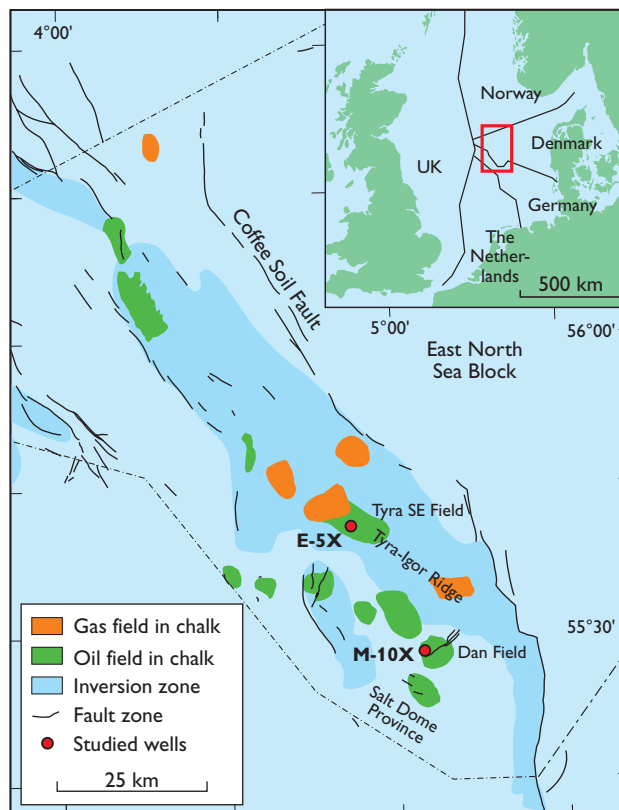 4°00'
Norway
Denmark
UK
Germany
The
Nether-
lands
500 km
Coffee Soil Fault
5°00'
56°00'
East North
Sea Block
Tyra SE Field
E-5X
Tyra-Igor Ridge
55°30'
M-10X
Dan Field
Salt Dome
Province
Gas field in chalk
Oil field in chalk
Inversion zone
Fault zone
Studied wells
25 km